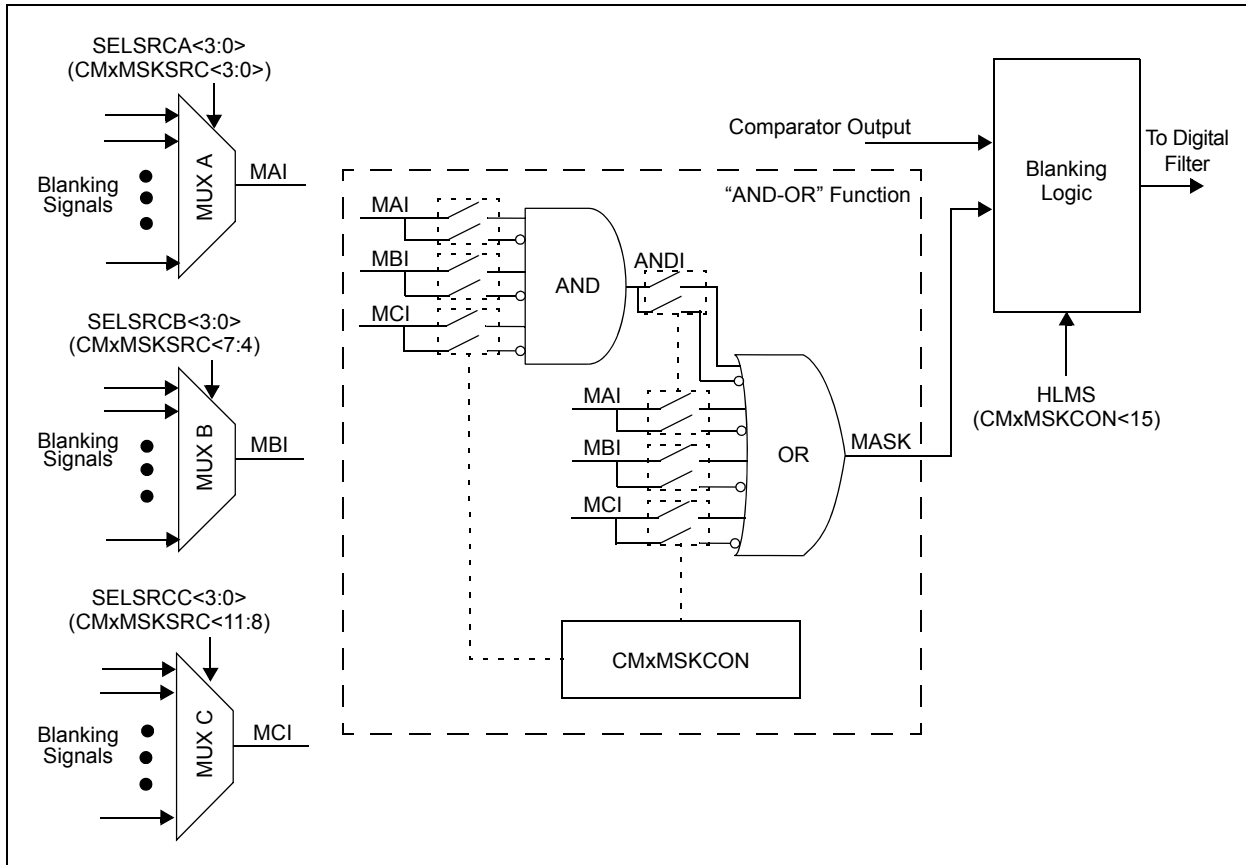 SELSRCA<3:0>
(CMxMSKSRC<3:0>)
Blanking
Signals
MUX A
MAI
SELSRCB<3:0>
(CMxMSKSRC<7:4)
Blanking
Signals
MUX B
MBI
SELSRCC<3:0>
(CMxMSKSRC<11:8)
Blanking
Signals
MUX C
MCI
“AND-OR” Function
MAI
MBI
MCI
AND
ANDI
MAI
MBI
MCI
OR
MASK
CMxMSKCON
Comparator Output
Blanking
Logic
To Digital
Filter
HLMS
(CMxMSKCON<15)